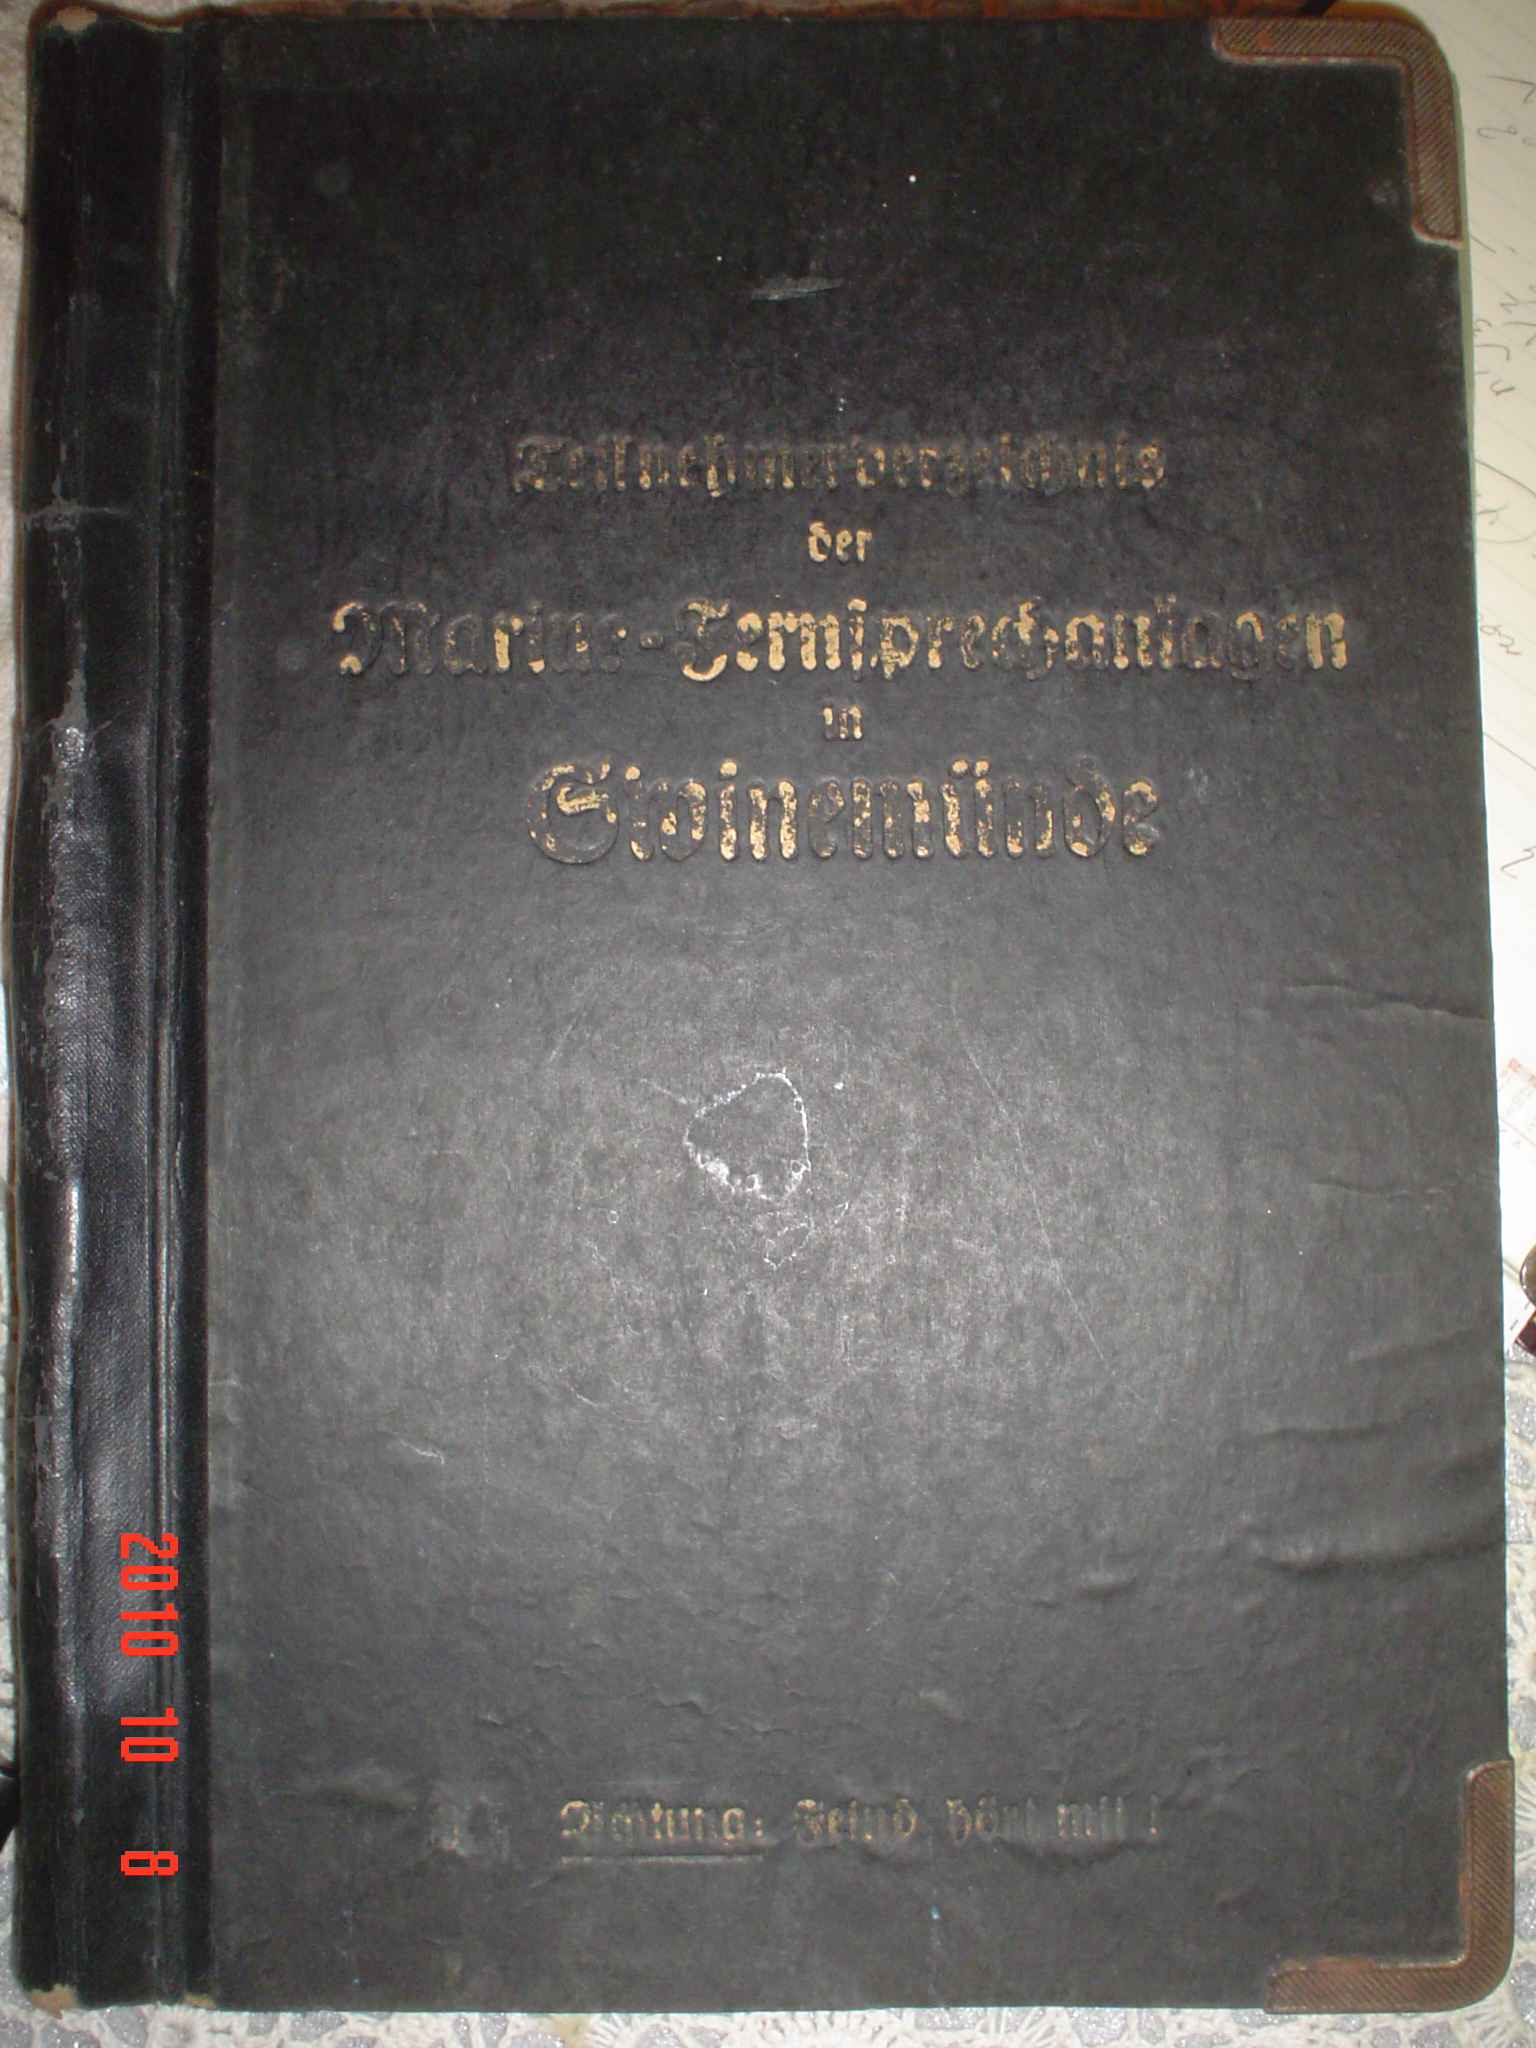 Teilnehmerverzeichnis
der
Marine-Fernsprechanlagen
in
Swinemünde
Achtung: Feind hört mit!
2010 10 8